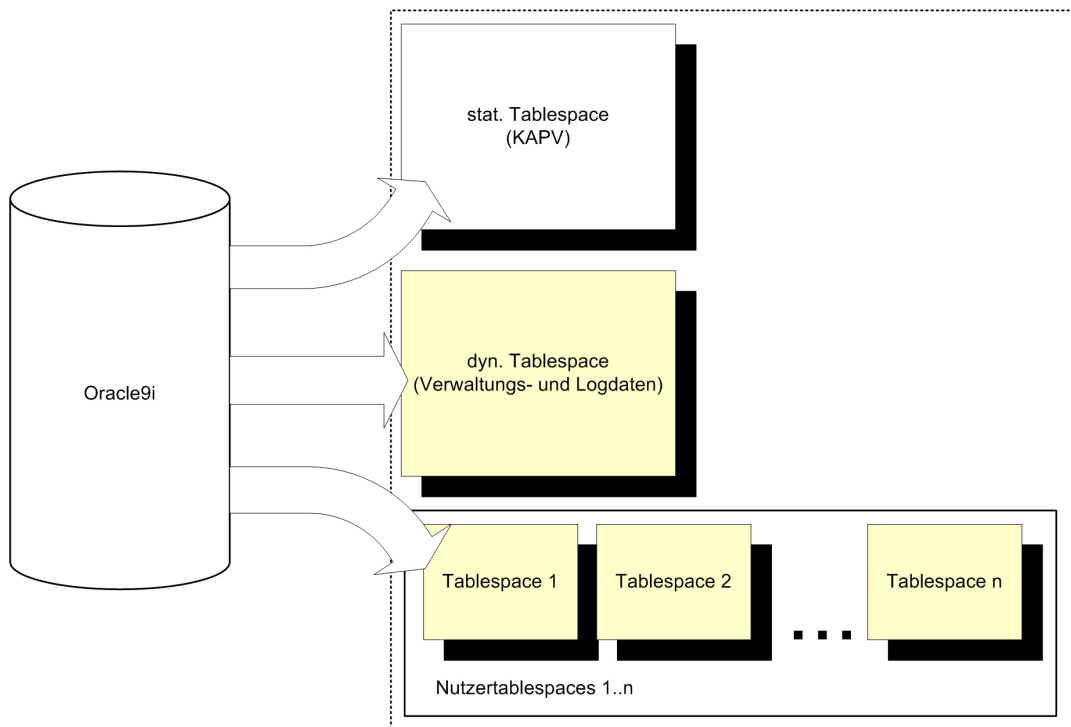 stat. Tablespace
(KAPV)
Oracle9i
dyn. Tablespace
(Verwaltungs- und Logdaten)
Tablespace 1
Tablespace 2
Tablespace n
Nutzertablespaces 1..n